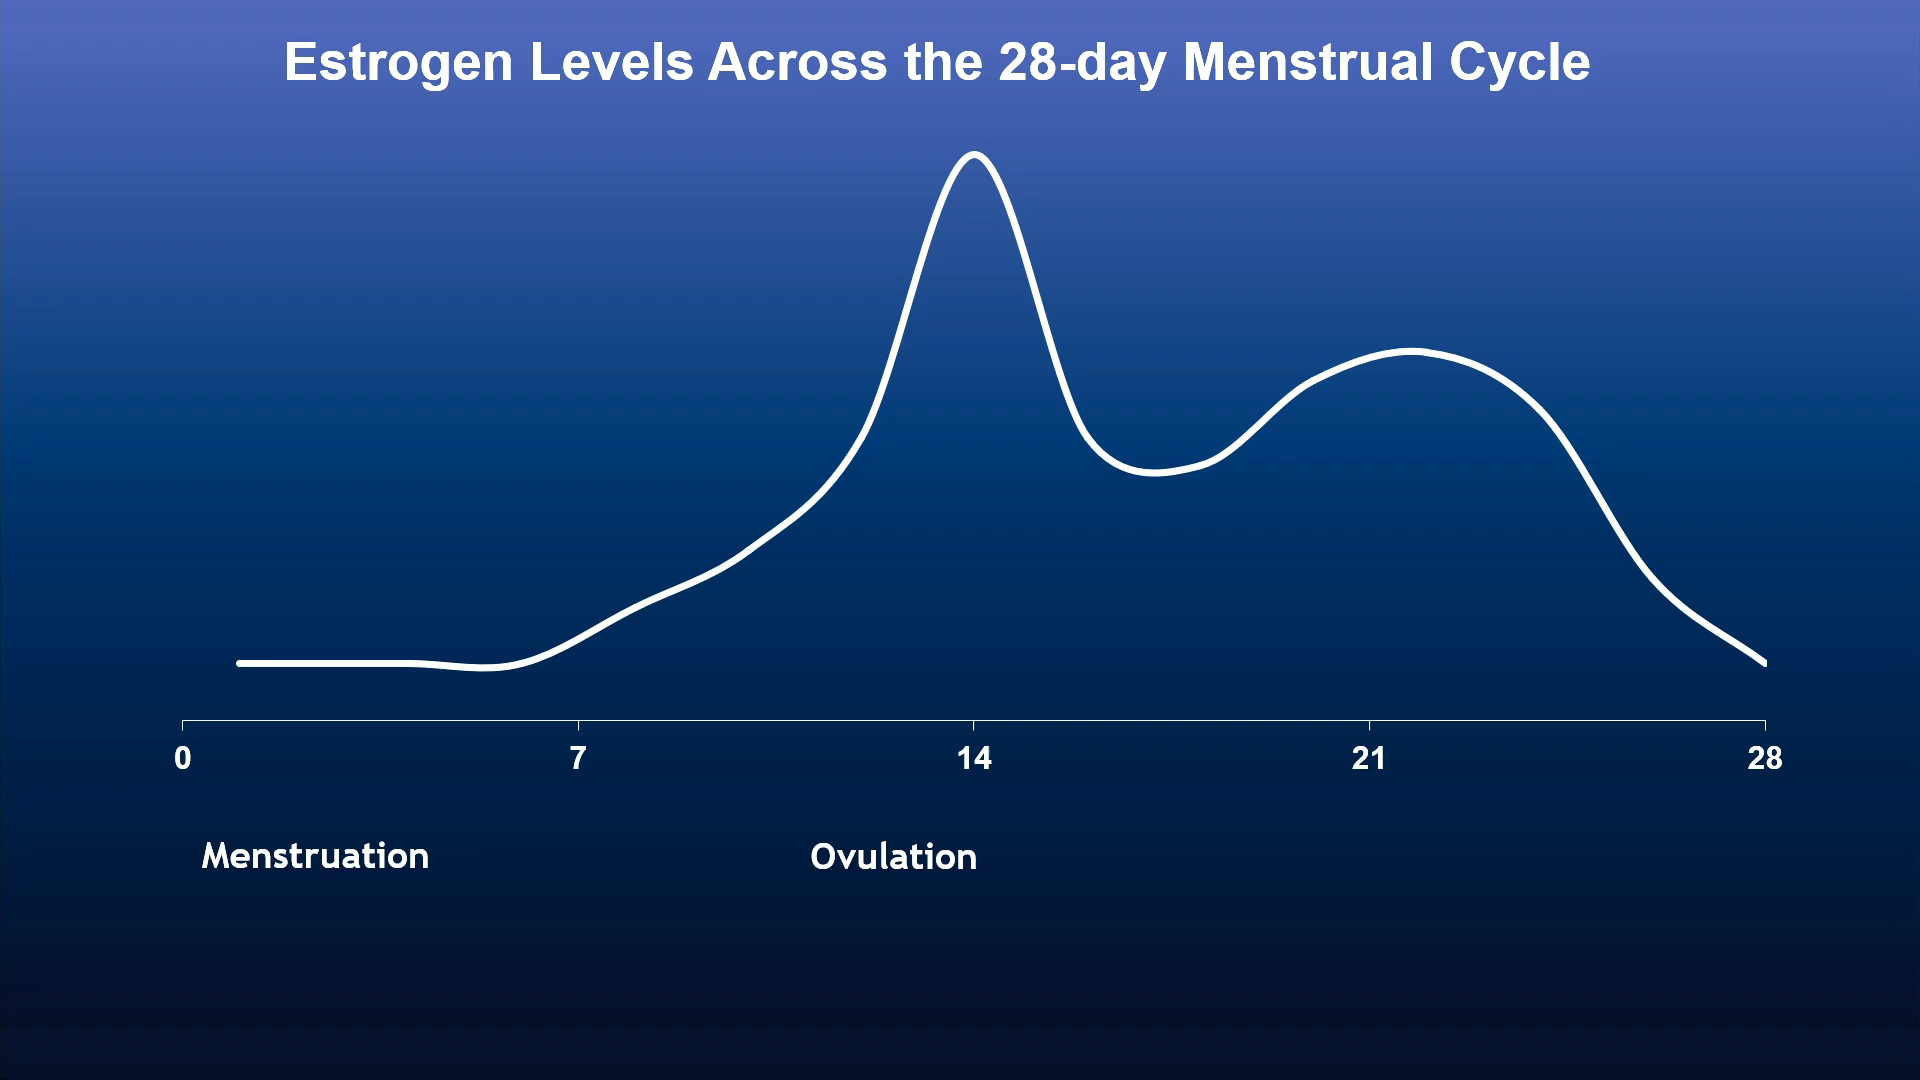 Estrogen Levels Across the 28-day Menstrual Cycle
0 7 14 21 28
Menstruation Ovulation